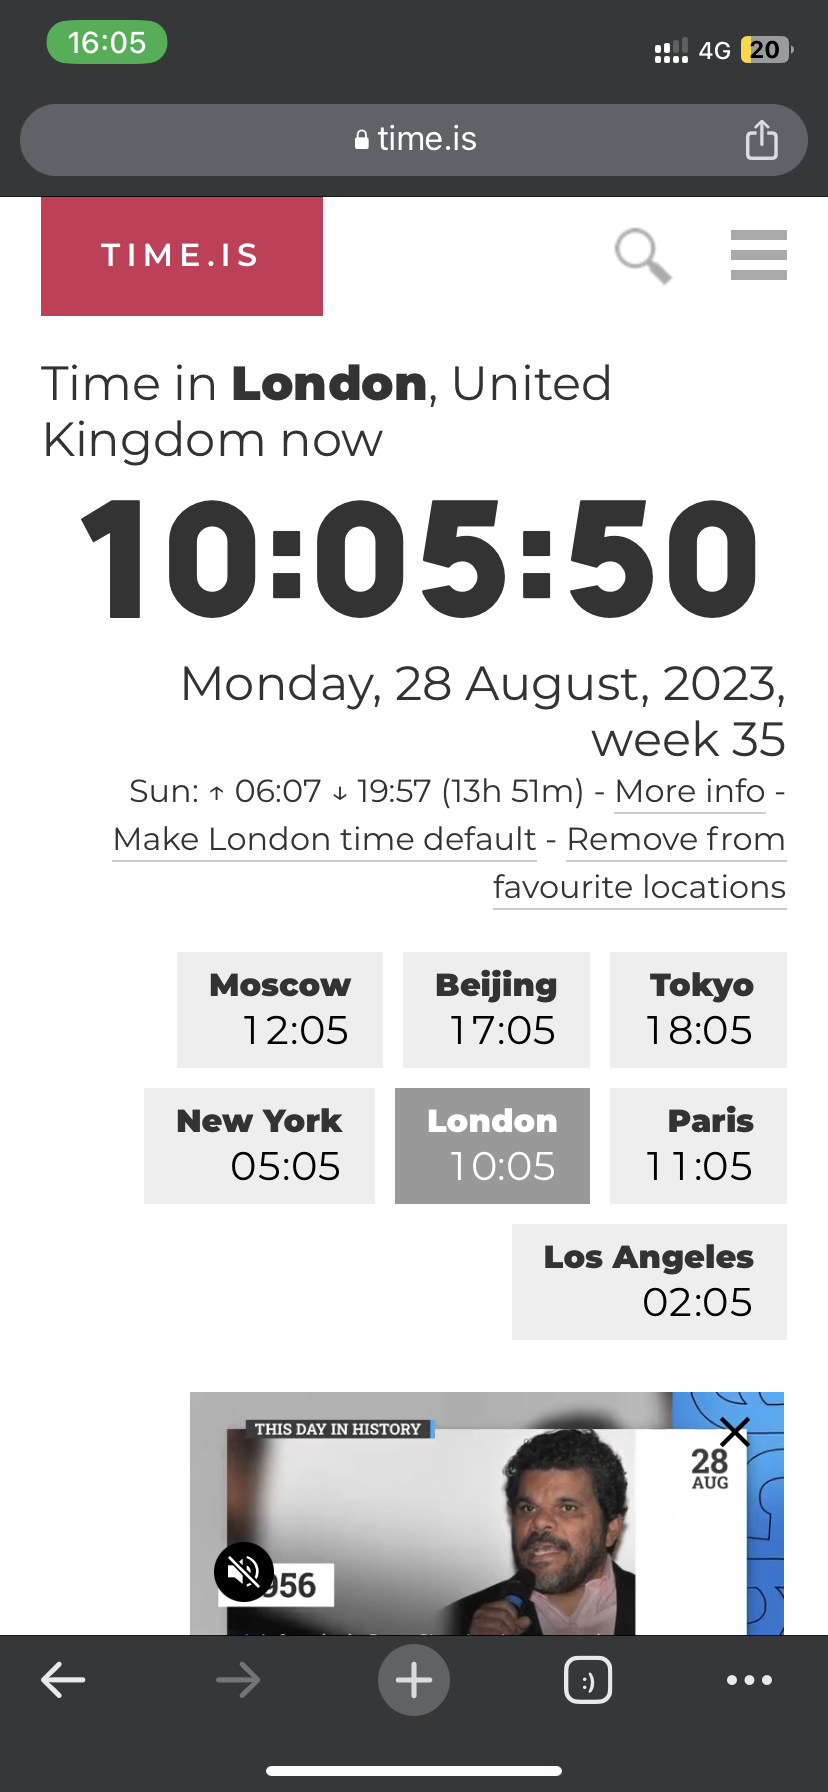 16:05
4G 20
time.is
TIME.IS
Time in London, United
Kingdom now
10:05:50
Monday, 28 August, 2023,
week 35
Sun: ↑ 06:07 ↓ 19:57 (13h 51m) - More info -
Make London time default - Remove from
favourite locations
Moscow Beijing Tokyo
12:05 17:05 18:05
New York London Paris
05:05 10:05 11:05
Los Angeles
02:05
THIS DAY IN HISTORY
28
AUG
956
:)